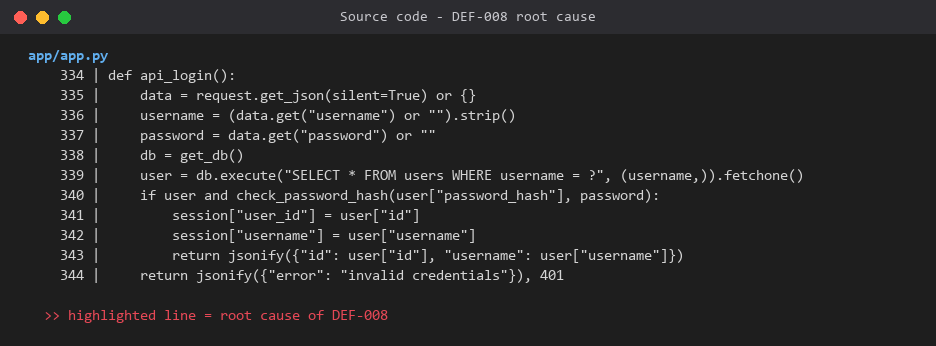 Source code - DEF-008 root cause
app/app.py
334 | def api_login():
335 |     data = request.get_json(silent=True) or {}
336 |     username = (data.get("username") or "").strip()
337 |     password = data.get("password") or ""
338 |     db = get_db()
339 |     user = db.execute("SELECT * FROM users WHERE username = ?", (username,)).fetchone()
340 |     if user and check_password_hash(user["password_hash"], password):
341 |         session["user_id"] = user["id"]
342 |         session["username"] = user["username"]
343 |         return jsonify({"id": user["id"], "username": user["username"]})
344 |     return jsonify({"error": "invalid credentials"}), 401
>> highlighted line = root cause of DEF-008